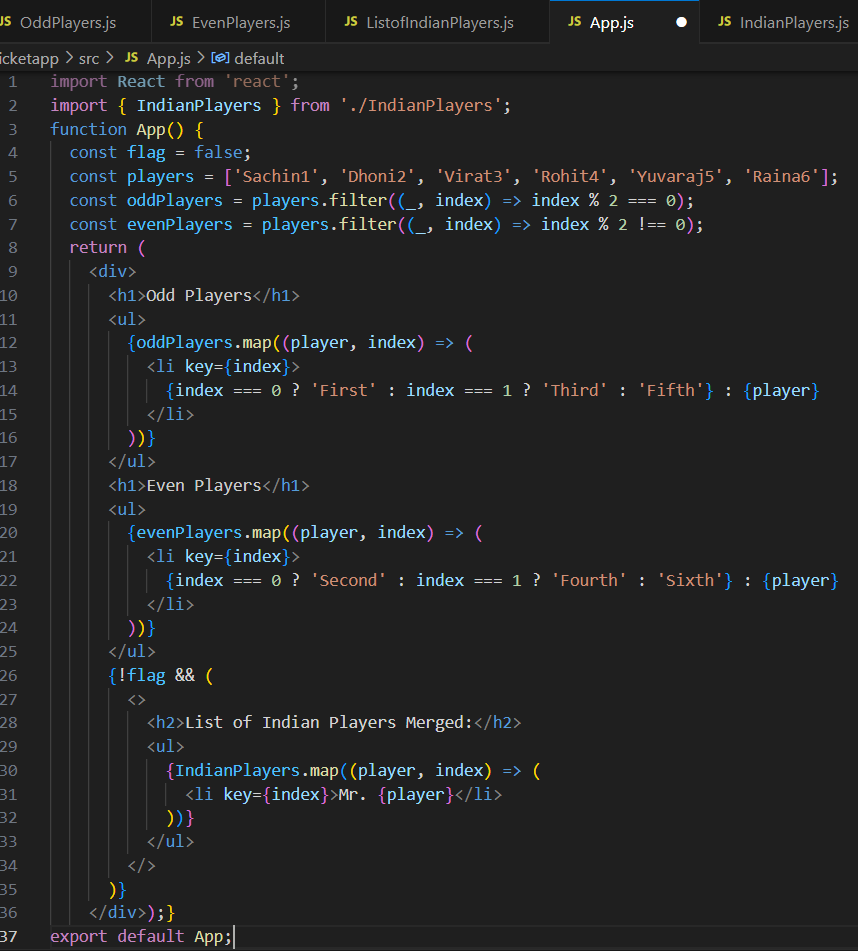 JS OddPlayers.js JS EvenPlayers.js JS ListofIndianPlayers.js JS App.js ● JS IndianPlayers.js
icketapp > src > JS App.js > default
1 import React from 'react';
2 import { IndianPlayers } from './IndianPlayers';
3 function App() {
4   const flag = false;
5   const players = ['Sachin1', 'Dhoni2', 'Virat3', 'Rohit4', 'Yuvaraj5', 'Raina6'];
6   const oddPlayers = players.filter((_, index) => index % 2 === 0);
7   const evenPlayers = players.filter((_, index) => index % 2 !== 0);
8   return (
9     <div>
10       <h1>Odd Players</h1>
11       <ul>
12         {oddPlayers.map((player, index) => (
13           <li key={index}>
14             {index === 0 ? 'First' : index === 1 ? 'Third' : 'Fifth'} : {player}
15           </li>
16         ))}
17       </ul>
18       <h1>Even Players</h1>
19       <ul>
20         {evenPlayers.map((player, index) => (
21           <li key={index}>
22             {index === 0 ? 'Second' : index === 1 ? 'Fourth' : 'Sixth'} : {player}
23           </li>
24         ))}
25       </ul>
26       {!flag && (
27         <>
28           <h2>List of Indian Players Merged:</h2>
29           <ul>
30             {IndianPlayers.map((player, index) => (
31               <li key={index}>Mr. {player}</li>
32             ))}
33           </ul>
34         </>
35       )}
36     </div>);}
37 export default App;